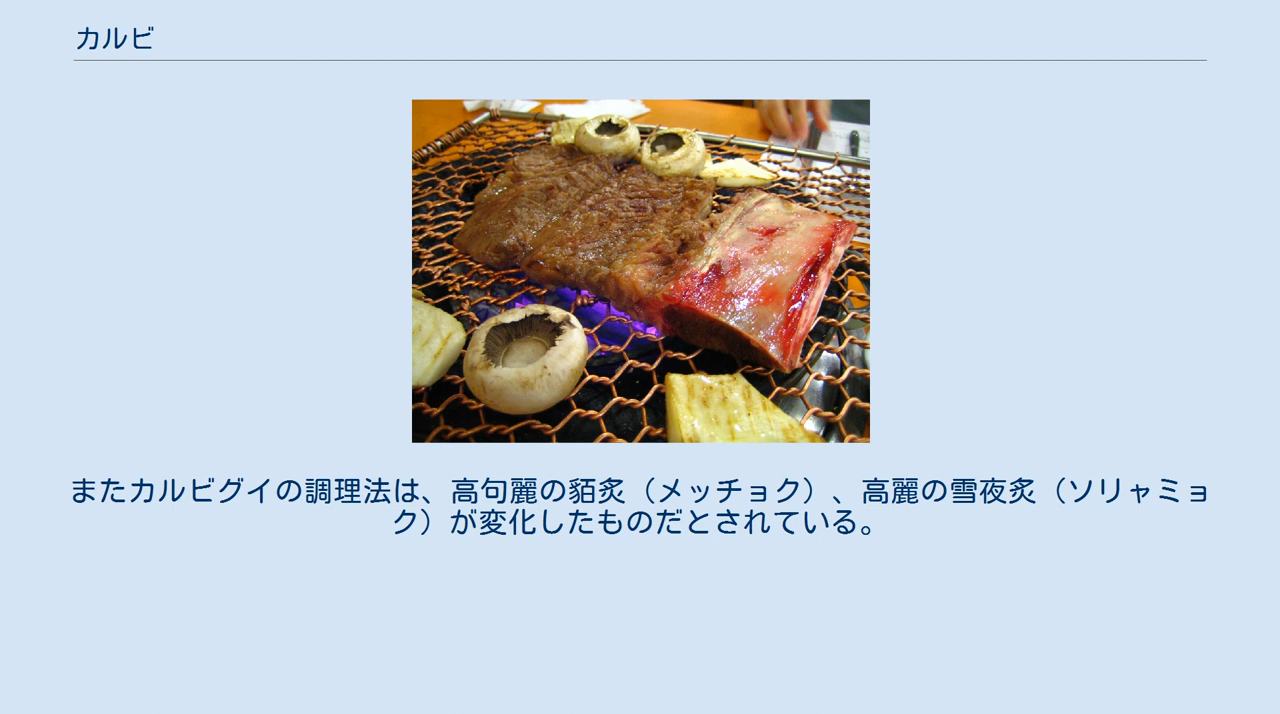 カルビ
またカルビグイの調理法は、高句麗の貊炙（メッチョク）、高麗の雪夜炙（ソリャミョ
ク）が変化したものだとされている。